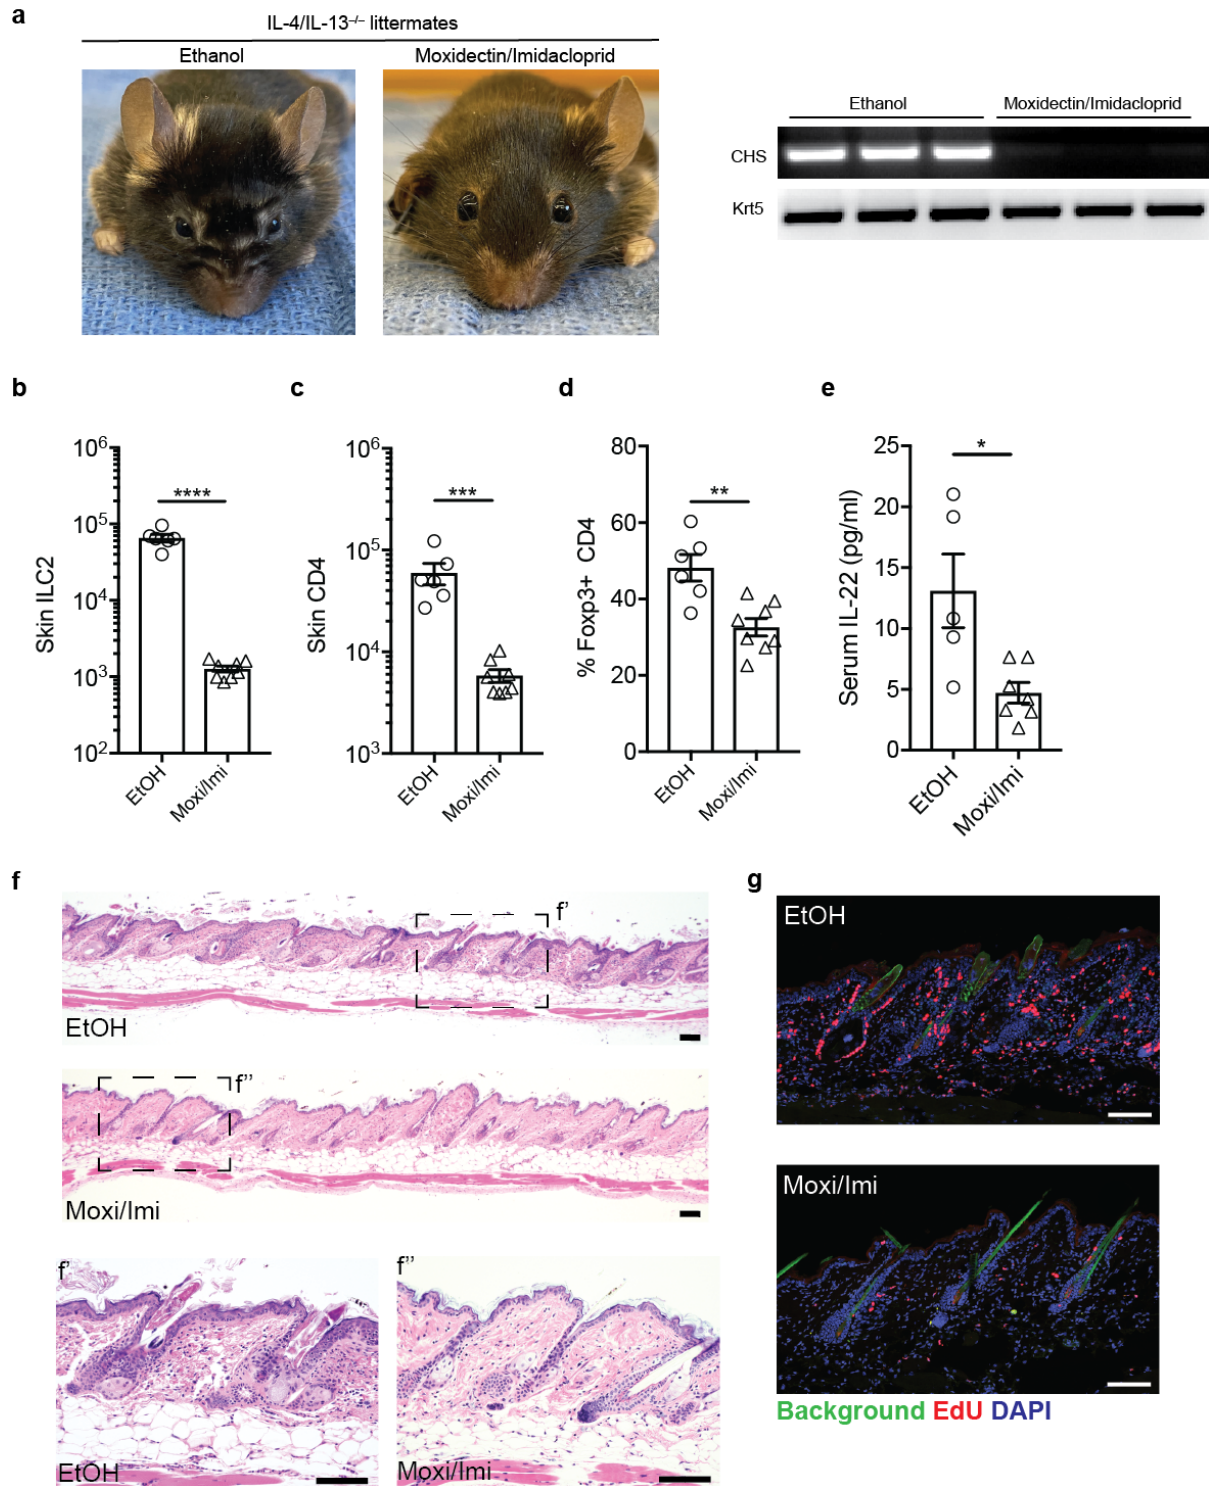 a
IL-4/IL-13–/– littermates
Ethanol
Moxidectin/Imidacloprid
Ethanol
Moxidectin/Imidacloprid
CHS
Krt5
b
Skin ILC2
10⁶
10⁵
10⁴
10³
10²
****
EtOH
Moxi/Imi
c
Skin CD4
10⁶
10⁵
10⁴
10³
***
EtOH
Moxi/Imi
d
% Foxp3+ CD4
80
60
40
20
0
**
EtOH
Moxi/Imi
e
Serum IL-22 (pg/ml)
25
20
15
10
5
0
*
EtOH
Moxi/Imi
f
f'
EtOH
f''
Moxi/Imi
f'
EtOH
f''
Moxi/Imi
g
EtOH
Moxi/Imi
Background EdU DAPI